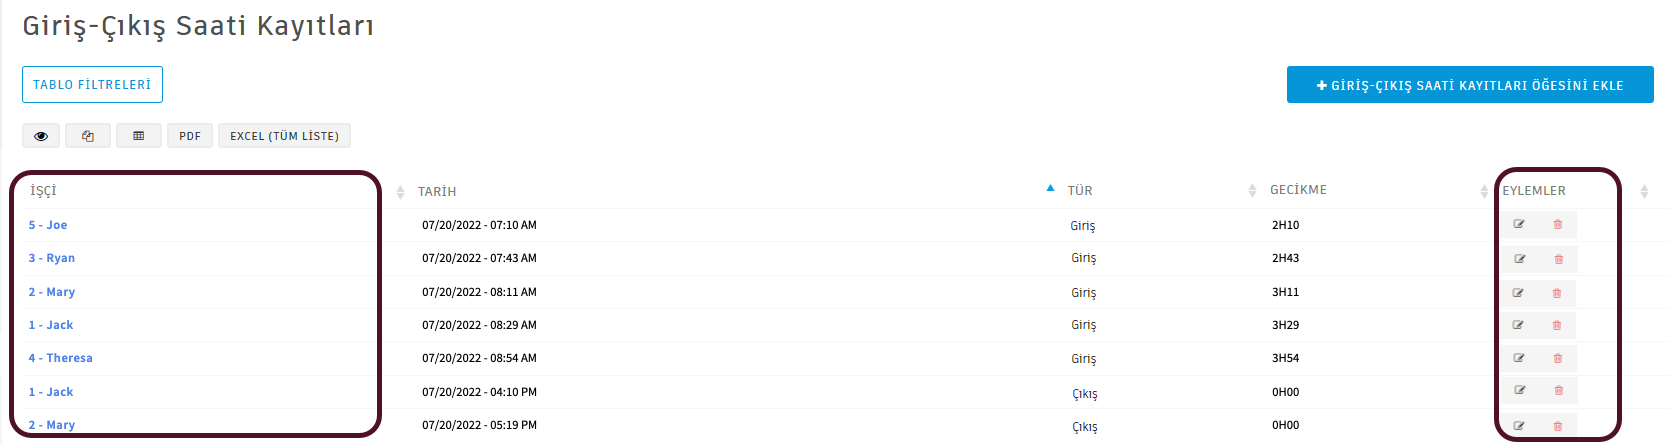 Giriş-Çıkış Saati Kayıtları
TABLO FİLTRELERİ
GİRİŞ-ÇIKIŞ SAATİ KAYITLARI ÖĞESİNİ EKLE
PDF EXCEL (TÜM LİSTE)
İŞÇİ TARİH TÜR GECİKME EYLEMLER
5 - Joe 07/20/2022 - 07:10 AM Giriş 2H10
3 - Ryan 07/20/2022 - 07:43 AM Giriş 2H43
2 - Mary 07/20/2022 - 08:11 AM Giriş 3H11
1 - Jack 07/20/2022 - 08:29 AM Giriş 3H29
4 - Theresa 07/20/2022 - 08:54 AM Giriş 3H54
1 - Jack 07/20/2022 - 04:10 PM Çıkış 0H00
2 - Mary 07/20/2022 - 05:19 PM Çıkış 0H00